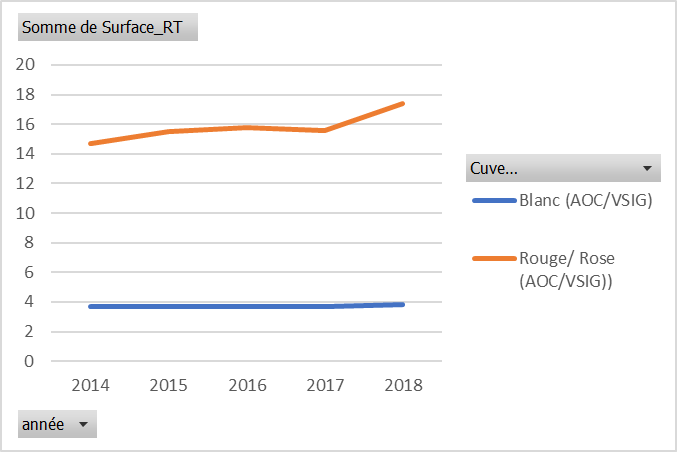 Somme de Surface_RT
20
18
16
14
12
10
8
6
4
2
0
2014 2015 2016 2017 2018
Cuve...
Blanc (AOC/VSIG)
Rouge/ Rose
(AOC/VSIG))
année